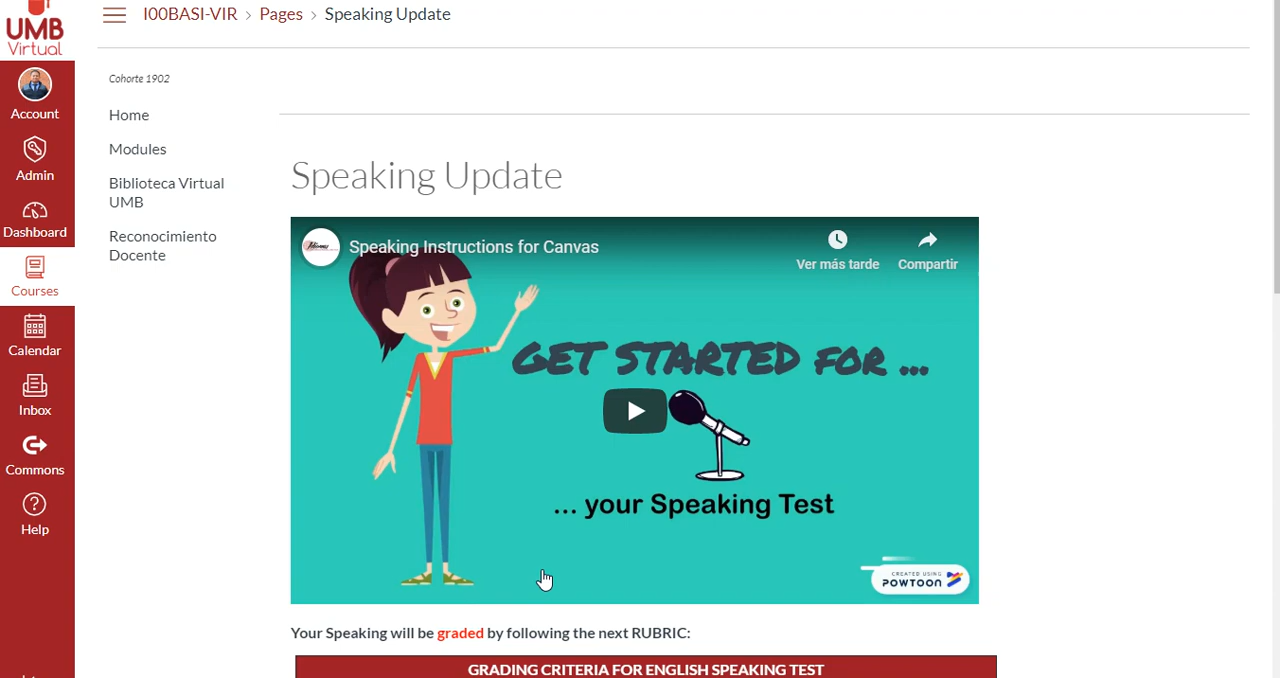 UMB
Virtual
I00BASI-VIR > Pages > Speaking Update
Account
Admin
Dashboard
Courses
Calendar
Inbox
Commons
Help
Cohorte 1902
Home
Modules
Biblioteca Virtual
UMB
Reconocimiento
Docente
Speaking Update
Speaking Instructions for Canvas
Ver más tarde
Compartir
GET STARTED FOR ...
... your Speaking Test
CREATED USING
POWTOON
Your Speaking will be graded by following the next RUBRIC:
GRADING CRITERIA FOR ENGLISH SPEAKING TEST